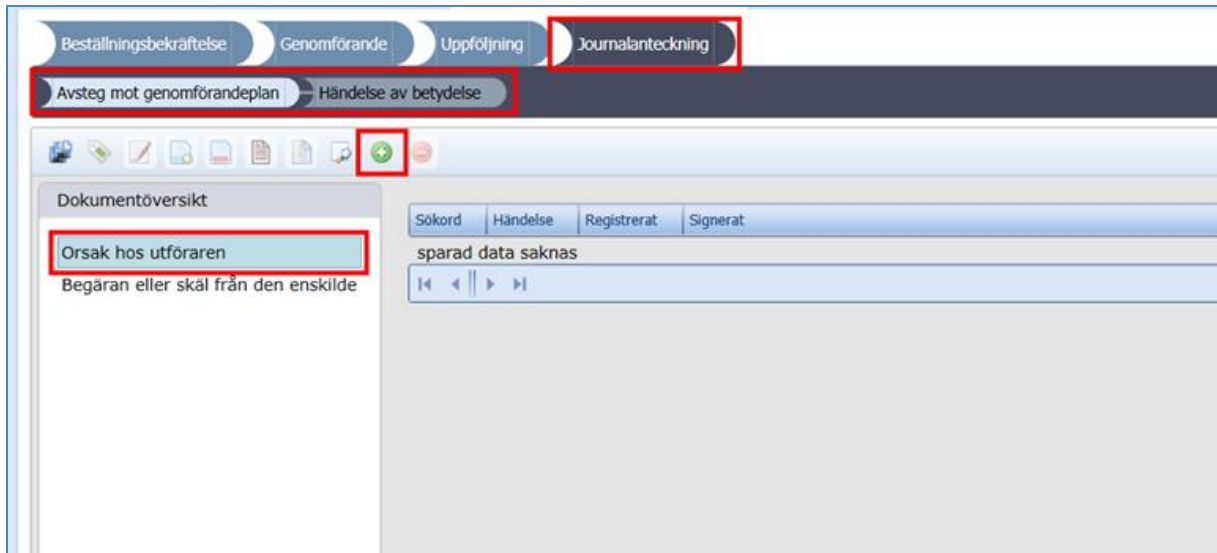 Beställningsbekräftelse Genomförande Uppföljning Journalanteckning
Avsteg mot genomförandeplan Händelse av betydelse
Dokumentöversikt
Orsak hos utföraren
Begäran eller skäl från den enskilde
Sökord Händelse Registrerat Signerat
sparad data saknas